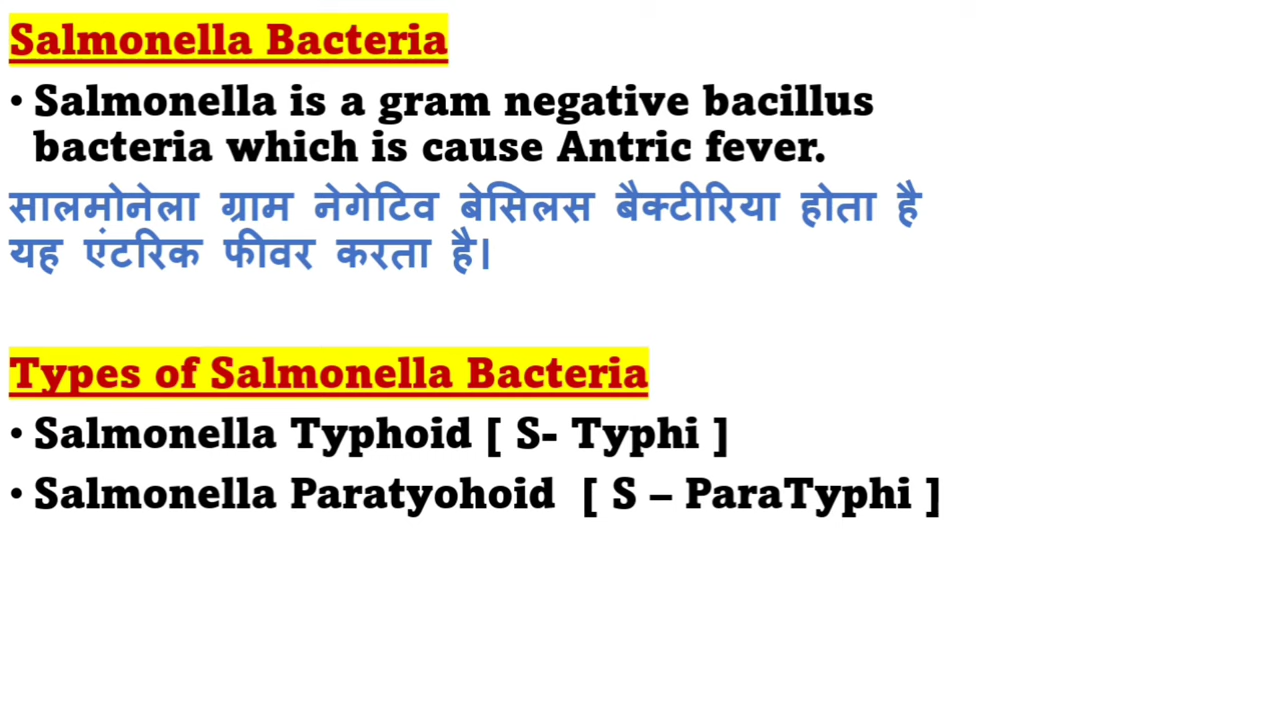 Salmonella Bacteria
• Salmonella is a gram negative bacillus
bacteria which is cause Antric fever.
सालमोनेला ग्राम नेगेटिव बेसिलस बैक्टीरिया होता है
यह एंटरिक फीवर करता है।
Types of Salmonella Bacteria
• Salmonella Typhoid [ S- Typhi ]
• Salmonella Paratyohoid [ S – ParaTyphi ]